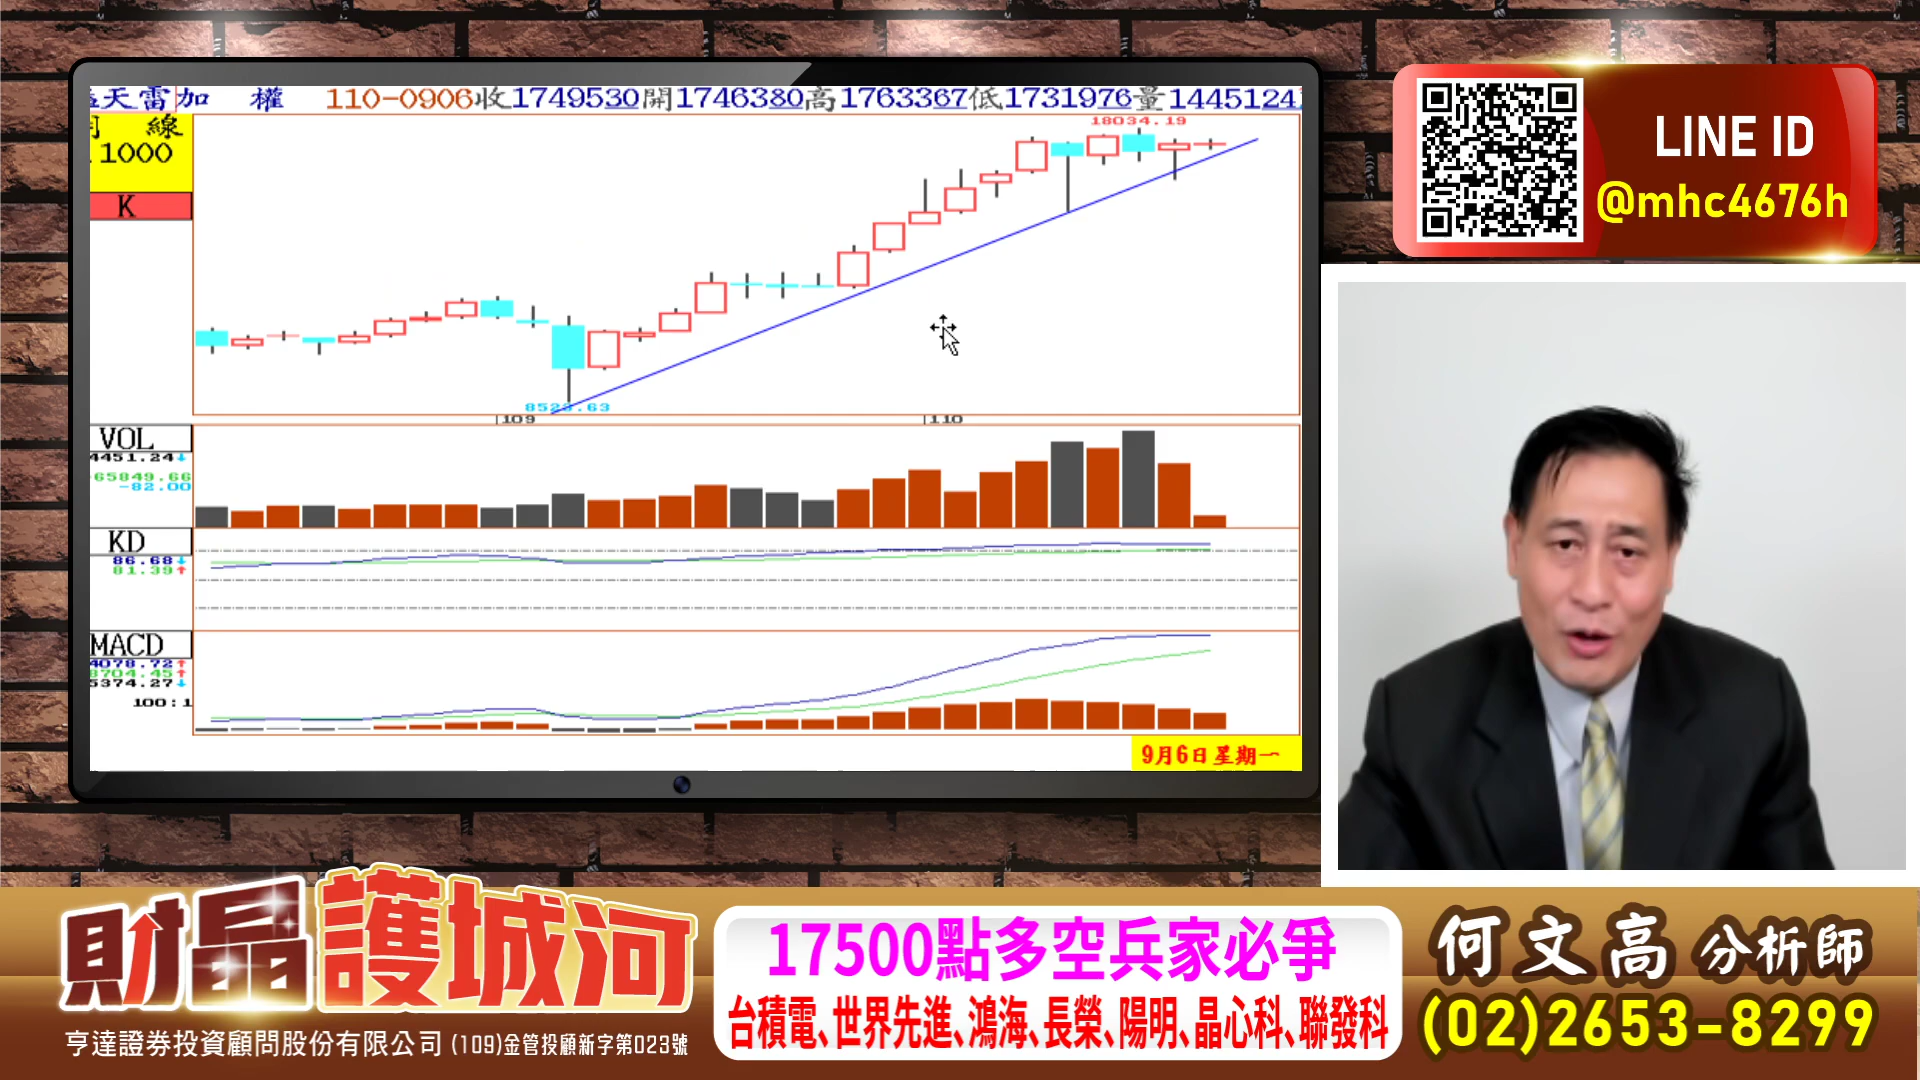 天雷加 權 110-0906收1749530開1746380高1763367低1731976量1445124
線
1000
K
18034.19
8523.63
109
110
VOL
4451.24↓
65849.66
-82.00
KD
86.68↓
81.39↑
MACD
4078.72↑
8704.45↑
5374.27↓
100:1
9月6日星期一
LINE ID
@mhc4676h
財晶護城河
亨達證券投資顧問股份有限公司 (109)金管投顧新字第023號
17500點多空兵家必爭
台積電、世界先進、鴻海、長榮、陽明、晶心科、聯發科
何文高 分析師
(02)2653-8299